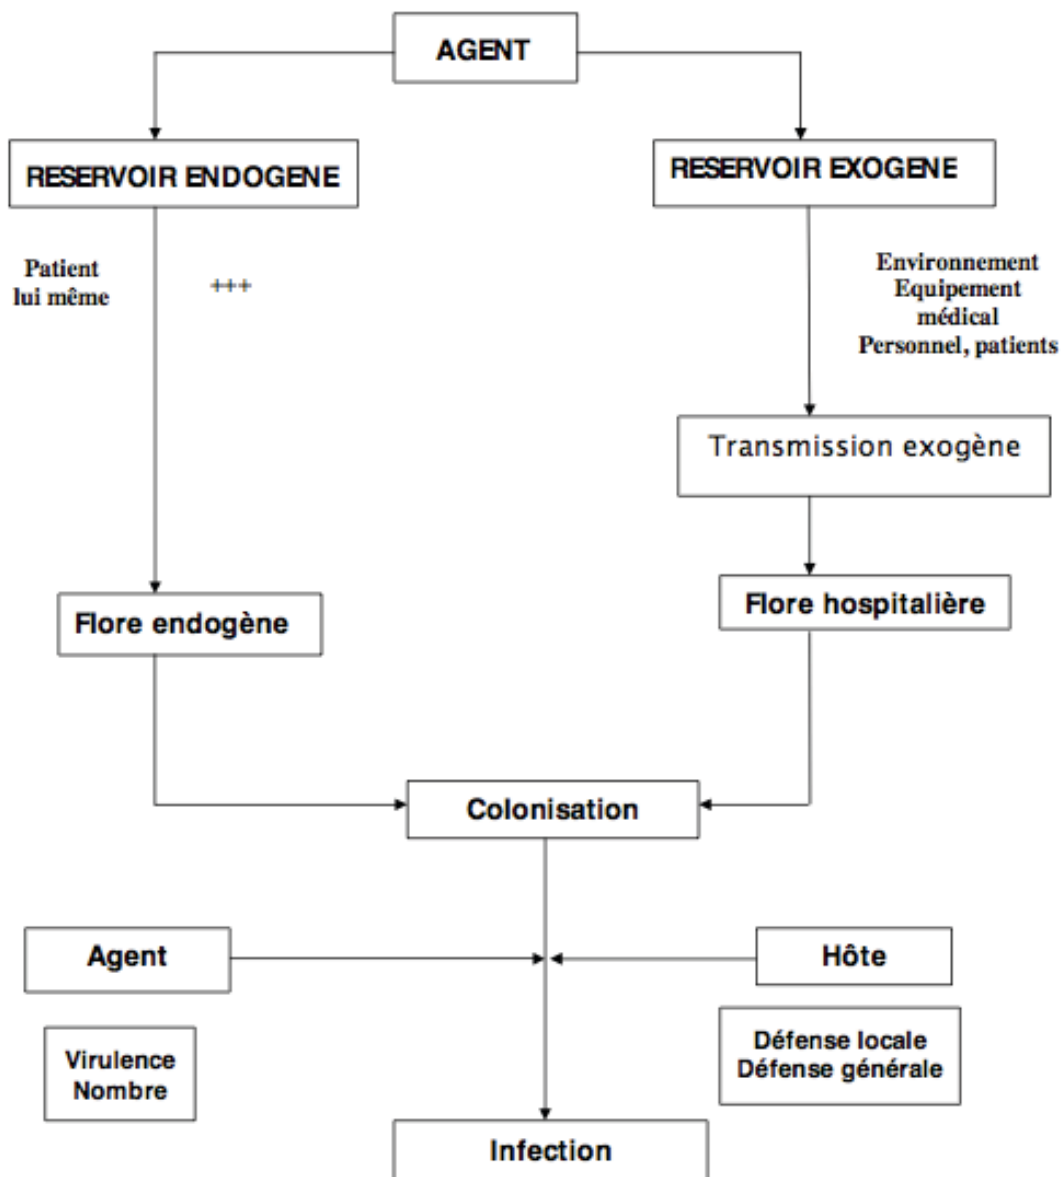 AGENT
RESERVOIR ENDOGENE
RESERVOIR EXOGENE
Patient
lui même
+++
Environnement
Equipement
médical
Personnel, patients
Transmission exogène
Flore endogène
Flore hospitalière
Colonisation
Agent
Hôte
Virulence
Nombre
Défense locale
Défense générale
Infection